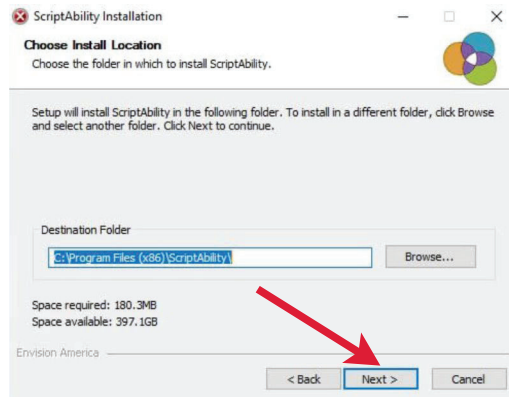 ScriptAbility Installation
Choose Install Location
Choose the folder in which to install ScriptAbility.
Setup will install ScriptAbility in the following folder. To install in a different folder, click Browse
and select another folder. Click Next to continue.
Destination Folder
C:\Program Files (x86)\ScriptAbility\
Browse...
Space required: 180.3MB
Space available: 397.1GB
Envision America
< Back Next > Cancel